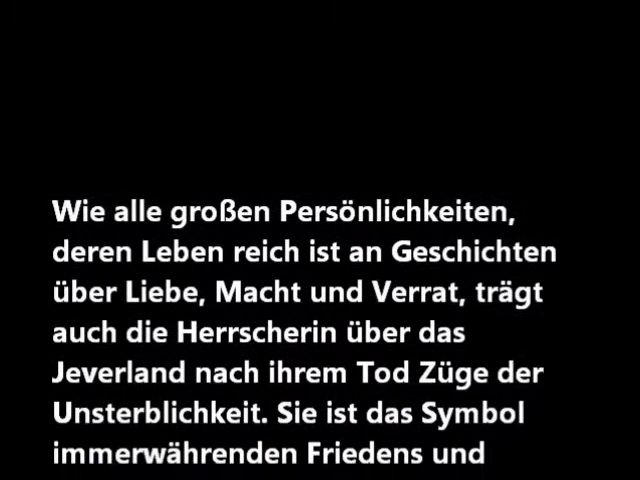 Wie alle großen Persönlichkeiten,
deren Leben reich ist an Geschichten
über Liebe, Macht und Verrat, trägt
auch die Herrscherin über das
Jeverland nach ihrem Tod Züge der
Unsterblichkeit. Sie ist das Symbol
immerwährenden Friedens und